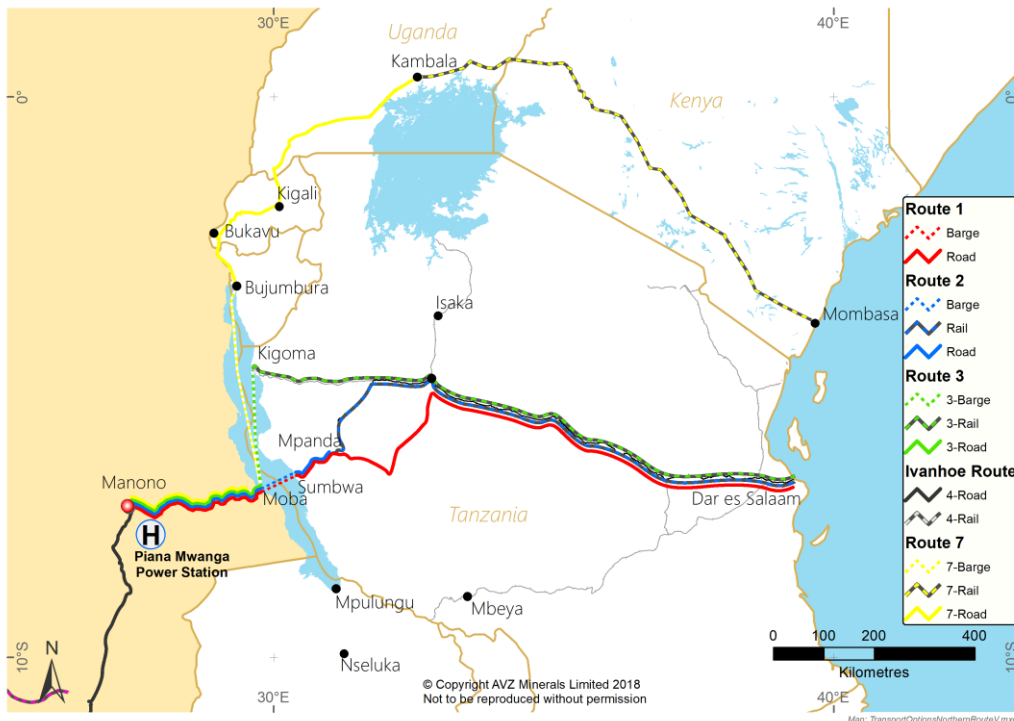 30°E
40°E
Uganda
Kambala
0°
0°
Kenya
Kigali
Bukavu
Bujumbura
Isaka
Mombasa
Kigoma
Mpanda
Sumbwa
Manono
Moba
Dar es Salaam
Tanzania
H
Piana Mwanga
Power Station
Mpulungu
Mbeya
Nseluka
N
10°S
10°S
30°E
40°E
Route 1
Barge
Road
Route 2
Barge
Rail
Road
Route 3
3-Barge
3-Rail
3-Road
Ivanhoe Route
4-Road
4-Rail
Route 7
7-Barge
7-Rail
7-Road
0 100 200 400
Kilometres
© Copyright AVZ Minerals Limited 2018
Not to be reproduced without permission
Map: TransportOptionsNorthernRouteV.mxd